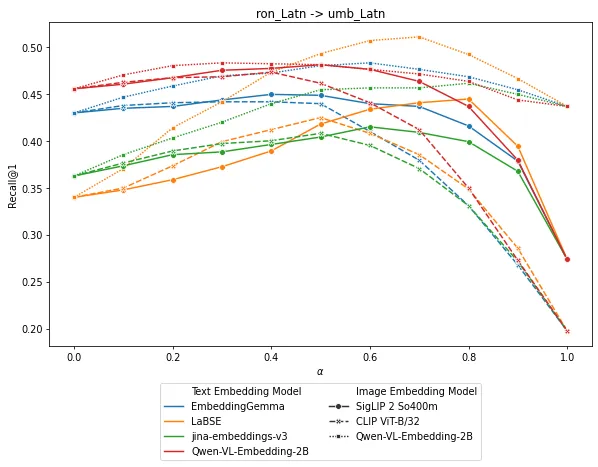 ron_Latn -> umb_Latn
Recall@1
0.50
0.45
0.40
0.35
0.30
0.25
0.20
0.0
0.2
0.4
0.6
0.8
1.0
α
Text Embedding Model
EmbeddingGemma
LaBSE
jina-embeddings-v3
Qwen-VL-Embedding-2B
Image Embedding Model
SigLIP 2 So400m
CLIP ViT-B/32
Qwen-VL-Embedding-2B